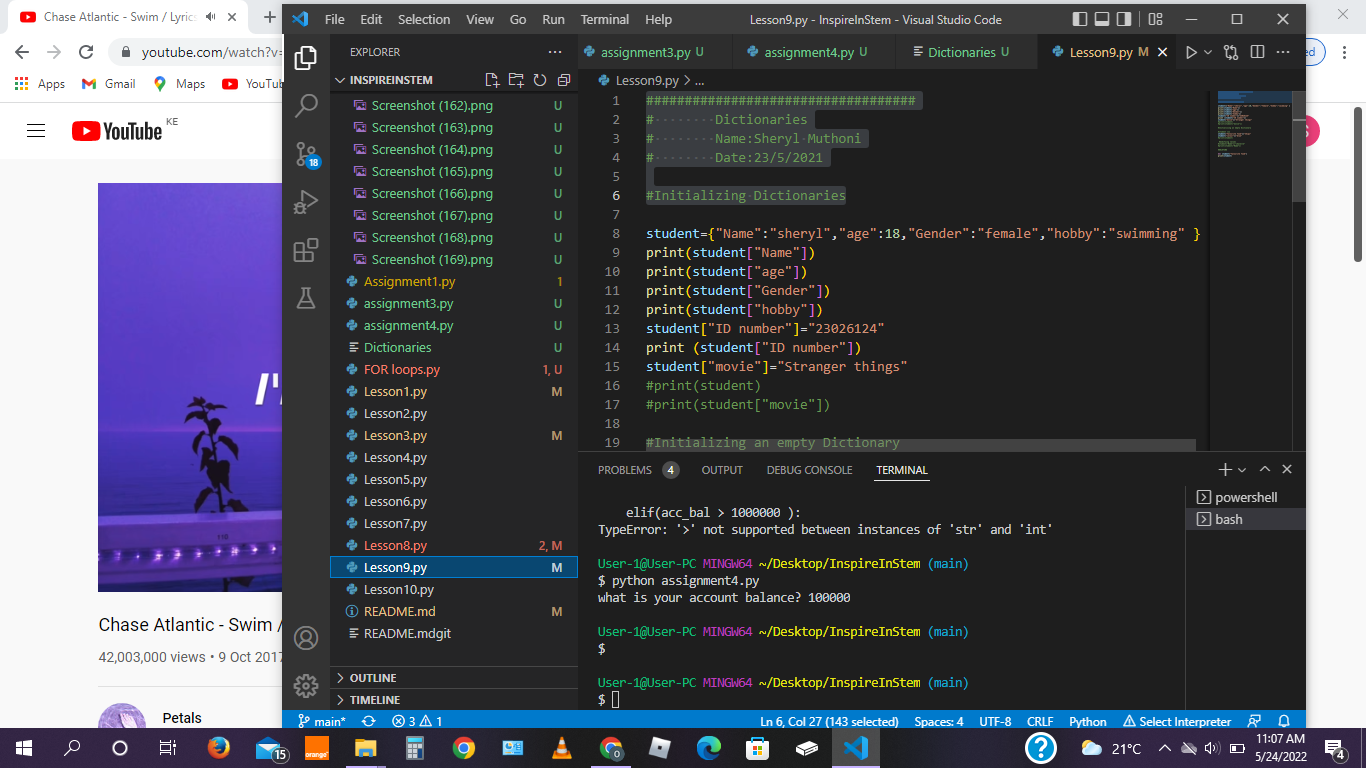 Chase Atlantic - Swim / Lyrics
youtube.com/watch?v=
Apps
Gmail
Maps
YouTu
YouTube KE
Chase Atlantic - Swim /
42,003,000 views • 9 Oct 2017
Petals
File Edit Selection View Go Run Terminal Help
Lesson9.py - InspireInStem - Visual Studio Code
EXPLORER
INSPIREINSTEM
Screenshot (162).png U
Screenshot (163).png U
Screenshot (164).png U
Screenshot (165).png U
Screenshot (166).png U
Screenshot (167).png U
Screenshot (168).png U
Screenshot (169).png U
Assignment1.py 1
assignment3.py U
assignment4.py U
Dictionaries U
FOR loops.py 1, U
Lesson1.py M
Lesson2.py
Lesson3.py M
Lesson4.py
Lesson5.py
Lesson6.py
Lesson7.py
Lesson8.py 2, M
Lesson9.py M
Lesson10.py
README.md M
README.mdgit
OUTLINE
TIMELINE
18
assignment3.py U
assignment4.py U
Dictionaries U
Lesson9.py M
Lesson9.py > ...
1 ###################################
2 # Dictionaries
3 # Name:Sheryl Muthoni
4 # Date:23/5/2021
5
6 #Initializing Dictionaries
7
8 student={"Name":"sheryl","age":18,"Gender":"female","hobby":"swimming" }
9 print(student["Name"])
10 print(student["age"])
11 print(student["Gender"])
12 print(student["hobby"])
13 student["ID number"]="23026124"
14 print (student["ID number"])
15 student["movie"]="Stranger things"
16 #print(student)
17 #print(student["movie"])
18
19 #Initializing an empty Dictionary
PROBLEMS 4 OUTPUT DEBUG CONSOLE TERMINAL
powershell
bash
elif(acc_bal > 1000000 ):
TypeError: '>' not supported between instances of 'str' and 'int'
User-1@User-PC MINGW64 ~/Desktop/InspireInStem (main)
$ python assignment4.py
what is your account balance? 100000
User-1@User-PC MINGW64 ~/Desktop/InspireInStem (main)
$
User-1@User-PC MINGW64 ~/Desktop/InspireInStem (main)
$
main* 3 1 Ln 6, Col 27 (143 selected) Spaces: 4 UTF-8 CRLF Python Select Interpreter
15
orange
21°C
11:07 AM
5/24/2022
4